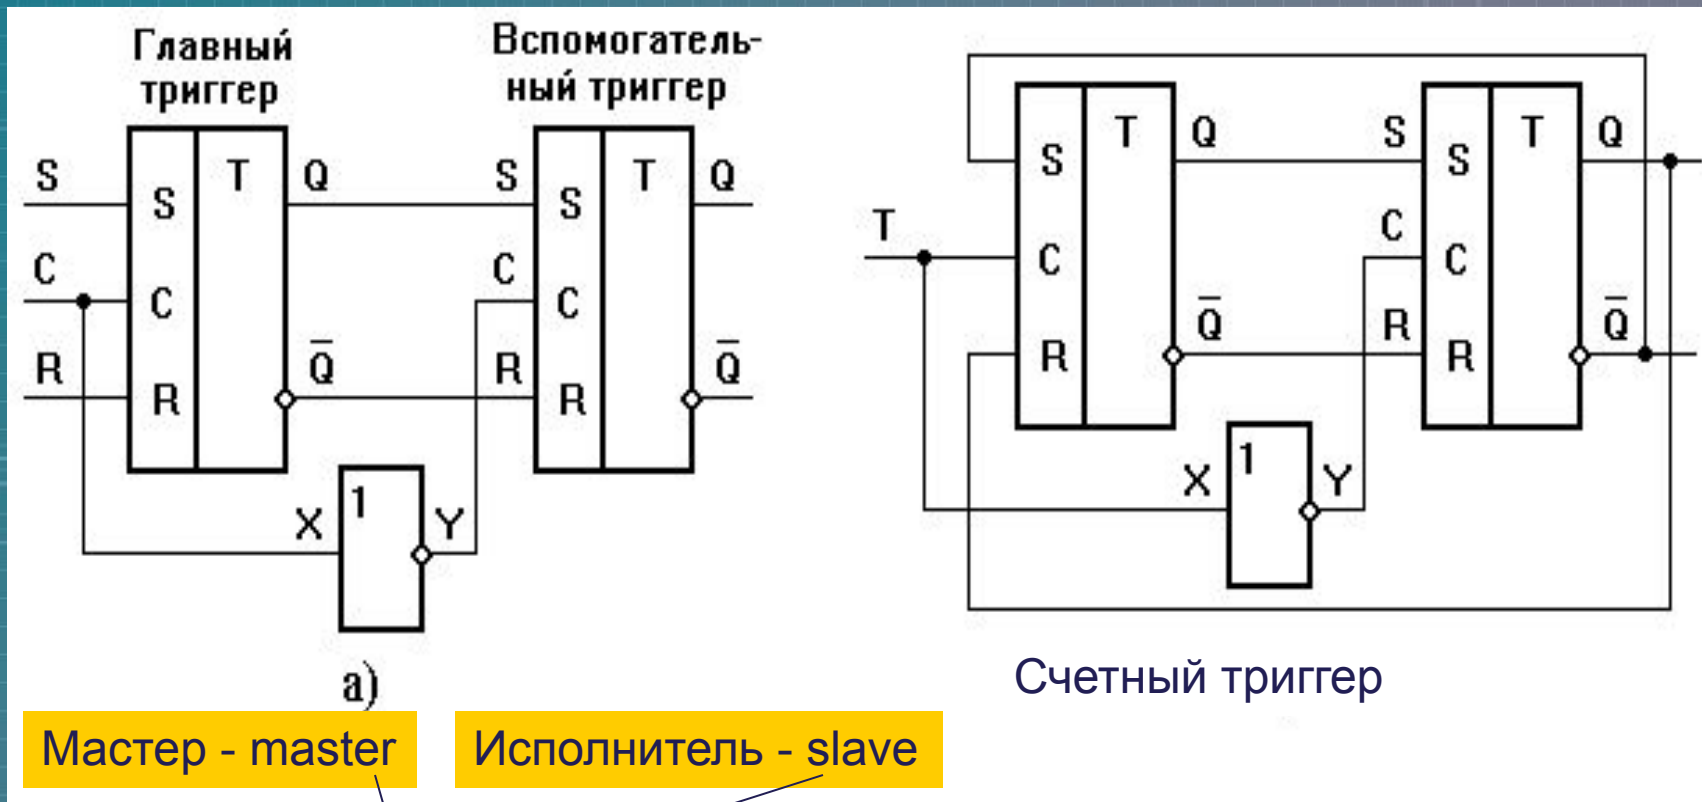 Главный
триггер
Вспомогатель-
ный триггер
S
C
R
S
C
R
T
Q
Q̅
S
C
R
S
C
R
T
Q
Q̅
X
1
Y
а)
T
S
C
R
T
Q
Q̅
S
C
R
S
C
R
T
Q
Q̅
X
1
Y
Счетный триггер
Мастер - master
Исполнитель - slave